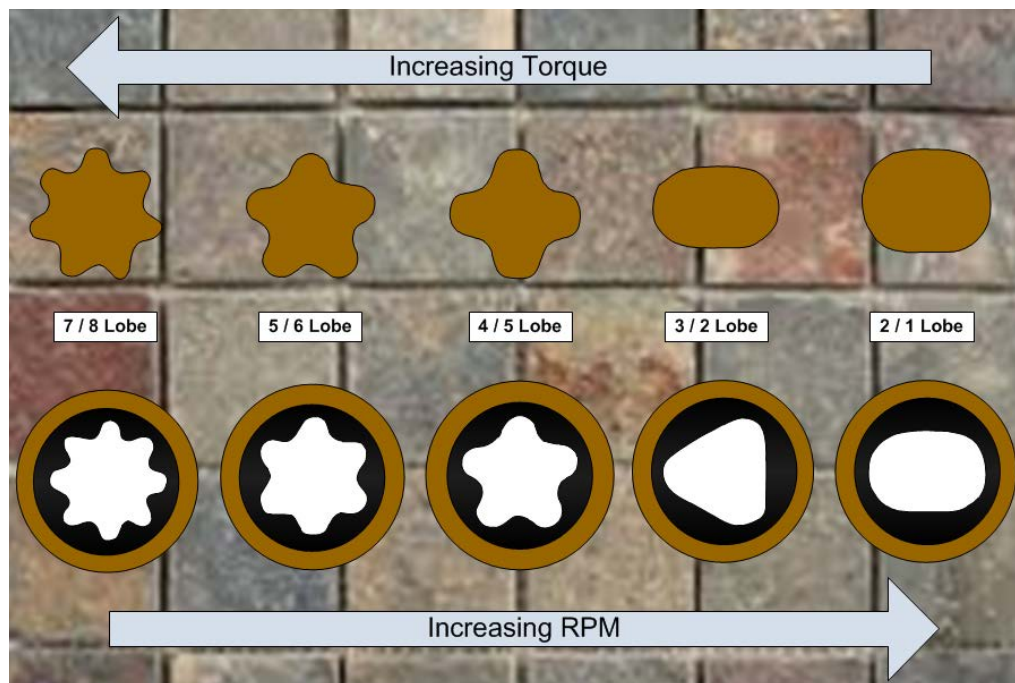 Increasing Torque
7 / 8 Lobe
5 / 6 Lobe
4 / 5 Lobe
3 / 2 Lobe
2 / 1 Lobe
Increasing RPM